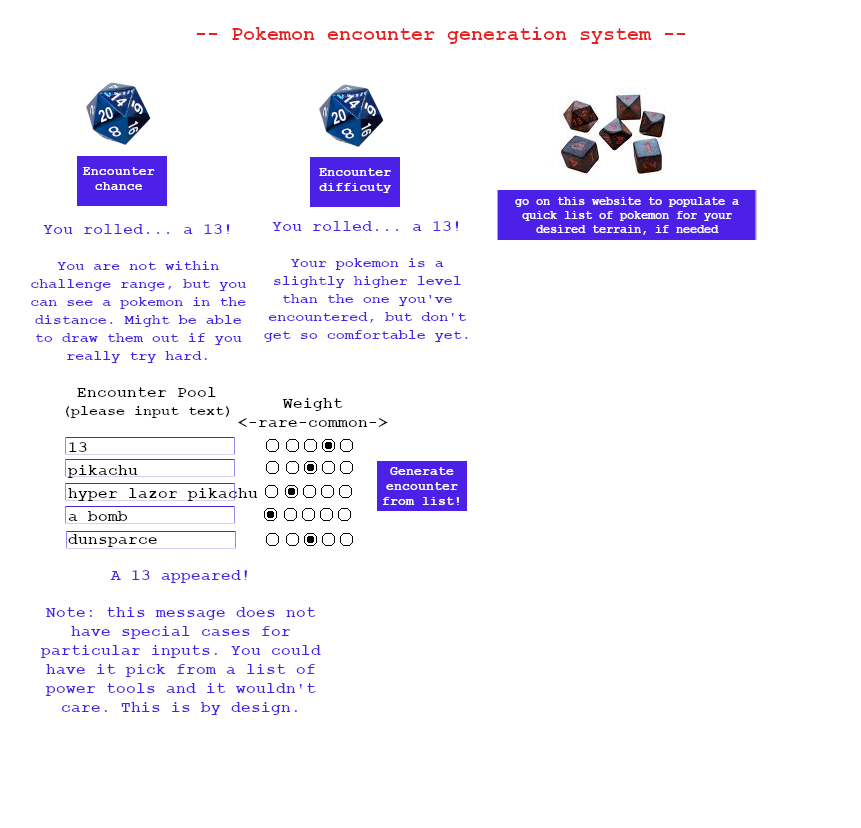 -- Pokemon encounter generation system --
Encounter
chance
You rolled... a 13!
You are not within
challenge range, but you
can see a pokemon in the
distance. Might be able
to draw them out if you
really try hard.
Encounter
difficuty
You rolled... a 13!
Your pokemon is a
slightly higher level
than the one you've
encountered, but don't
get so comfortable yet.
go on this website to populate a
quick list of pokemon for your
desired terrain, if needed
Encounter Pool
(please input text)
Weight
<-rare-common->
13
pikachu
hyper lazor pikachu
a bomb
dunsparce
Generate
encounter
from list!
A 13 appeared!
Note: this message does not
have special cases for
particular inputs. You could
have it pick from a list of
power tools and it wouldn't
care. This is by design.